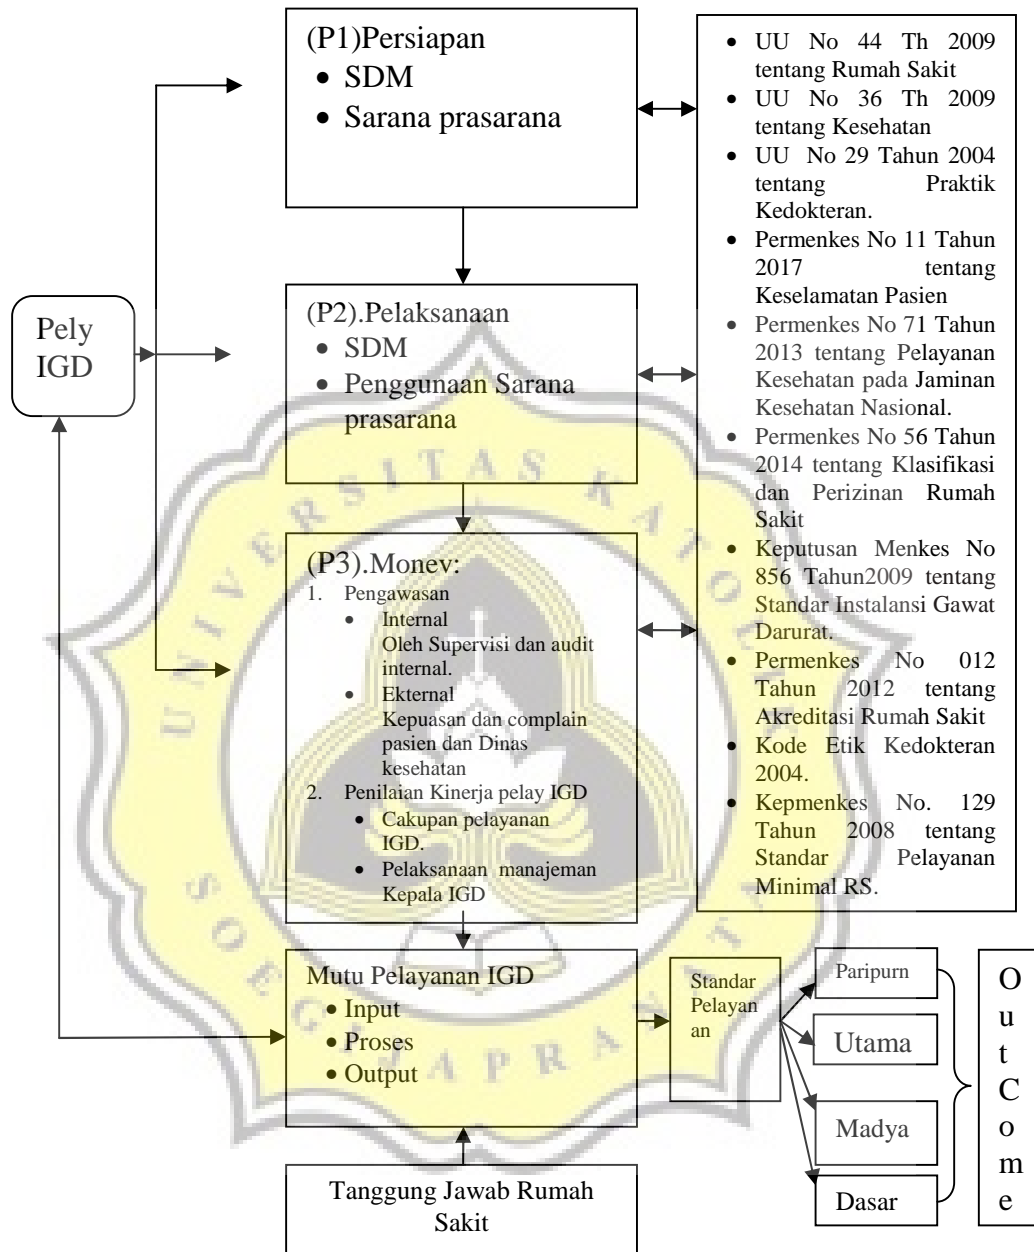 (P1)Persiapan
• SDM
• Sarana prasarana
Pely
IGD
(P2).Pelaksanaan
• SDM
• Penggunaan Sarana
prasarana
(P3).Monev:
1. Pengawasan
• Internal
Oleh Supervisi dan audit
internal.
• Ekternal
Kepuasan dan complain
pasien dan Dinas
kesehatan
2. Penilaian Kinerja pelay IGD
• Cakupan pelayanan
IGD.
• Pelaksanaan manajeman
Kepala IGD
Mutu Pelayanan IGD
• Input
• Proses
• Output
Tanggung Jawab Rumah
Sakit
• UU No 44 Th 2009
tentang Rumah Sakit
• UU No 36 Th 2009
tentang Kesehatan
• UU No 29 Tahun 2004
tentang Praktik
Kedokteran.
• Permenkes No 11 Tahun
2017 tentang
Keselamatan Pasien
• Permenkes No 71 Tahun
2013 tentang Pelayanan
Kesehatan pada Jaminan
Kesehatan Nasional.
• Permenkes No 56 Tahun
2014 tentang Klasifikasi
dan Perizinan Rumah
Sakit
• Keputusan Menkes No
856 Tahun2009 tentang
Standar Instalansi Gawat
Darurat.
• Permenkes No 012
Tahun 2012 tentang
Akreditasi Rumah Sakit
• Kode Etik Kedokteran
2004.
• Kepmenkes No. 129
Tahun 2008 tentang
Standar Pelayanan
Minimal RS.
Standar
Pelayan
an
Paripurn
Utama
Madya
Dasar
O
u
t
C
o
m
e
UNIVERSITAS KATOLIK
SOEGIJAPRANATA